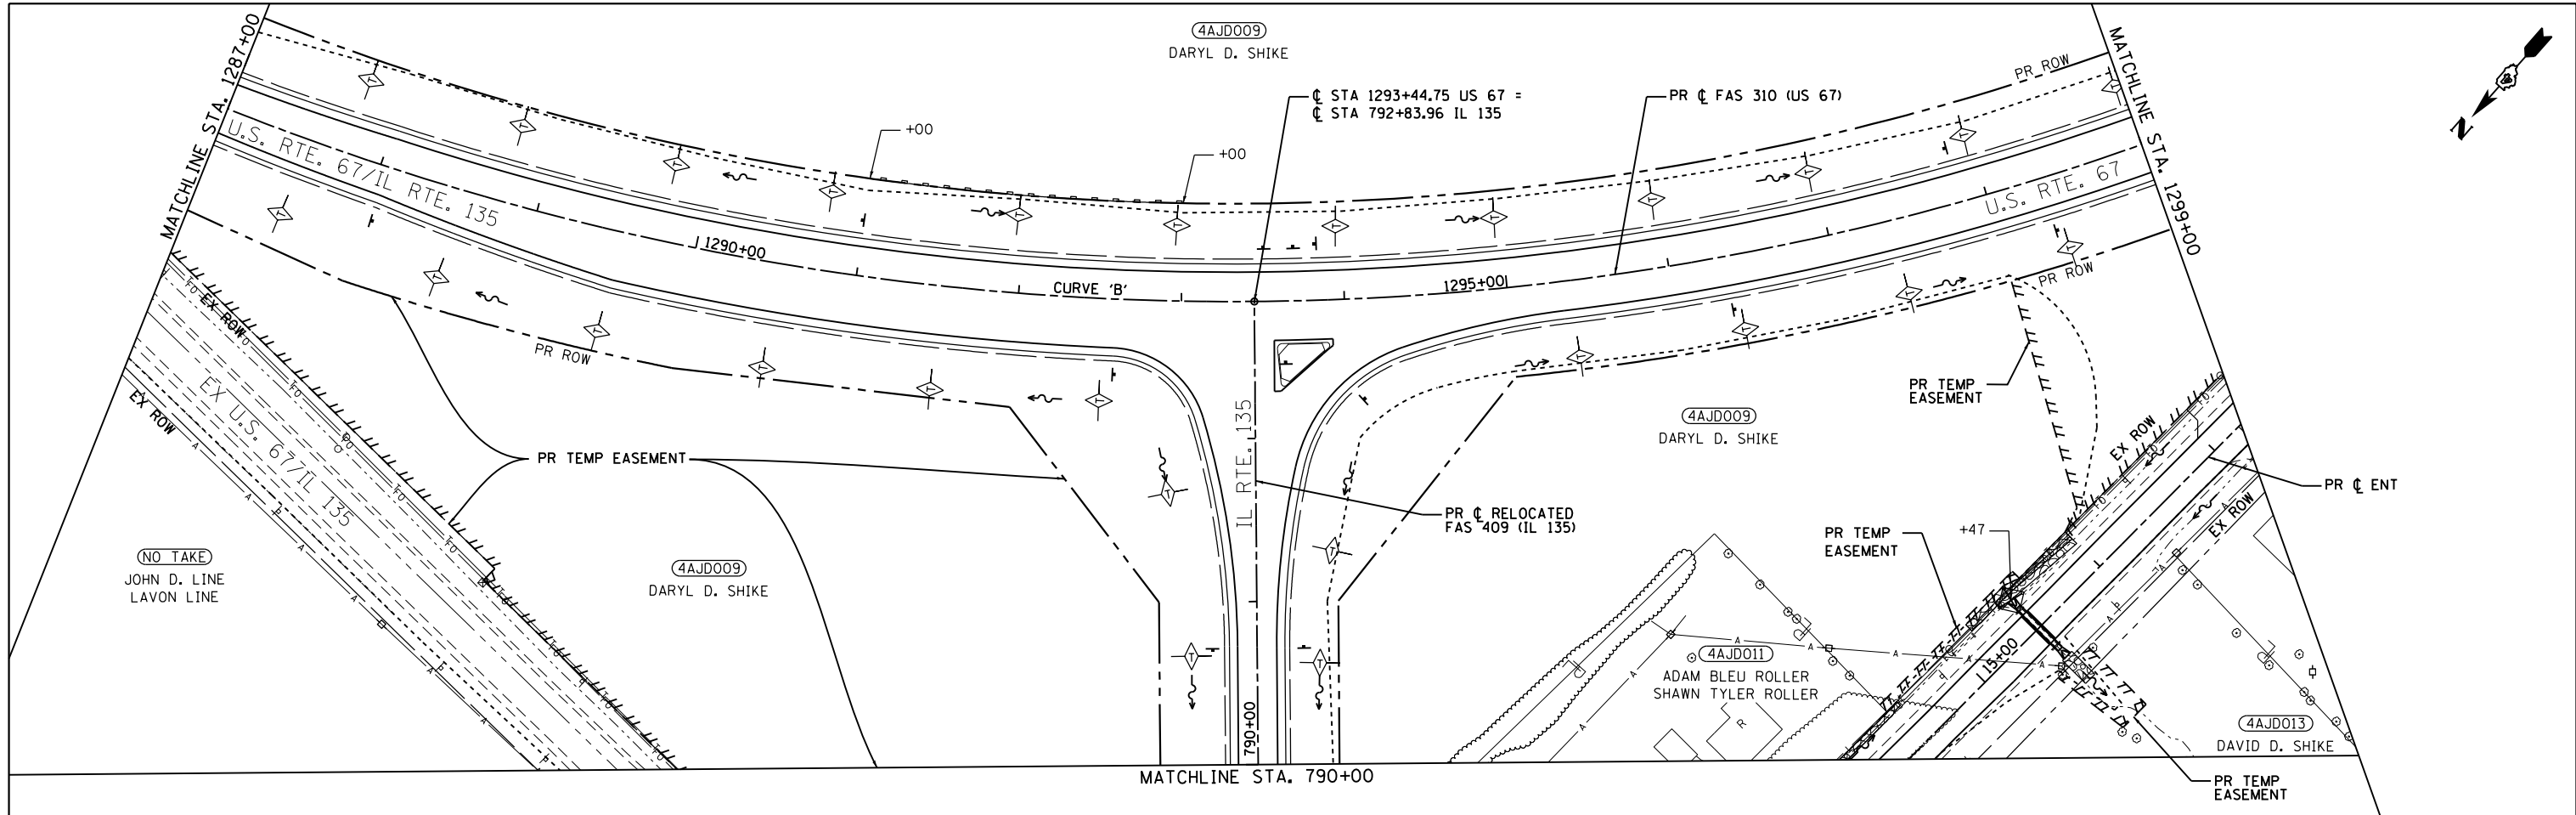 4AJD009
DARYL D. SHIKE
MATCHLINE STA. 1287+00
MATCHLINE STA. 1299+00
PR ROW
℄ STA 1293+44.75 US 67 =
℄ STA 792+83.96 IL 135
PR ℄ FAS 310 (US 67)
+00
+00
N
U.S. RTE. 67/IL RTE. 135
U.S. RTE. 67
1290+00
CURVE 'B'
1295+00
PR ROW
PR ROW
EX ROW
EX ROW
EX U.S. 67/IL 135
PR TEMP EASEMENT
IL RTE. 135
PR ℄ RELOCATED
FAS 409 (IL 135)
4AJD009
DARYL D. SHIKE
PR TEMP
EASEMENT
EX ROW
EX ROW
PR ℄ ENT
PR TEMP
EASEMENT
+47
NO TAKE
JOHN D. LINE
LAVON LINE
4AJD009
DARYL D. SHIKE
4AJD011
ADAM BLEU ROLLER
SHAWN TYLER ROLLER
R
115+00
4AJD013
DAVID D. SHIKE
790+00
MATCHLINE STA. 790+00
PR TEMP
EASEMENT